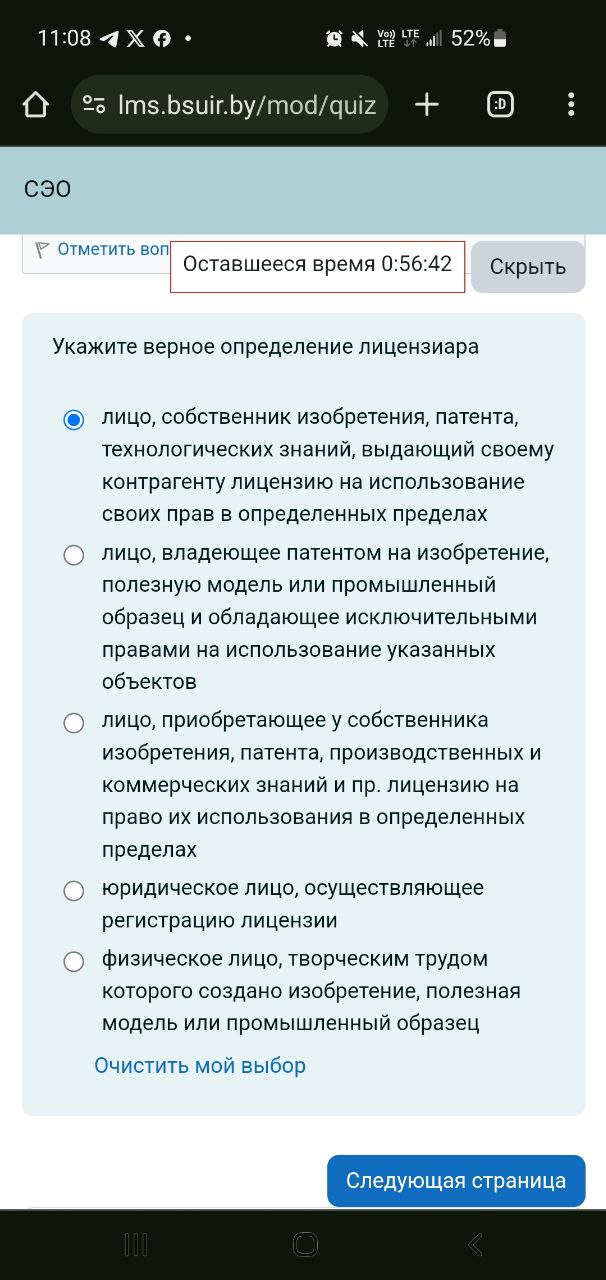 11:08
Vo)) LTE
LTE
52%
lms.bsuir.by/mod/quiz
:D
СЭО
Отметить воп
Оставшееся время 0:56:42
Скрыть
Укажите верное определение лицензиара
лицо, собственник изобретения, патента,
технологических знаний, выдающий своему
контрагенту лицензию на использование
своих прав в определенных пределах
лицо, владеющее патентом на изобретение,
полезную модель или промышленный
образец и обладающее исключительными
правами на использование указанных
объектов
лицо, приобретающее у собственника
изобретения, патента, производственных и
коммерческих знаний и пр. лицензию на
право их использования в определенных
пределах
юридическое лицо, осуществляющее
регистрацию лицензии
физическое лицо, творческим трудом
которого создано изобретение, полезная
модель или промышленный образец
Очистить мой выбор
Следующая страница